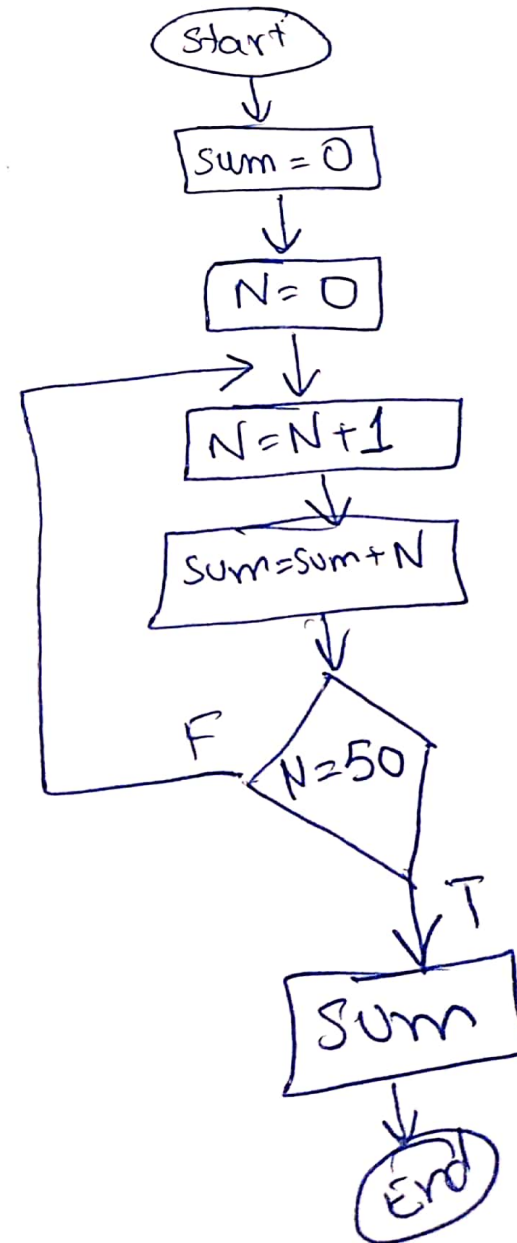 Start
sum = 0
N = 0
N = N + 1
sum = sum + N
F
N = 50
T
sum
End